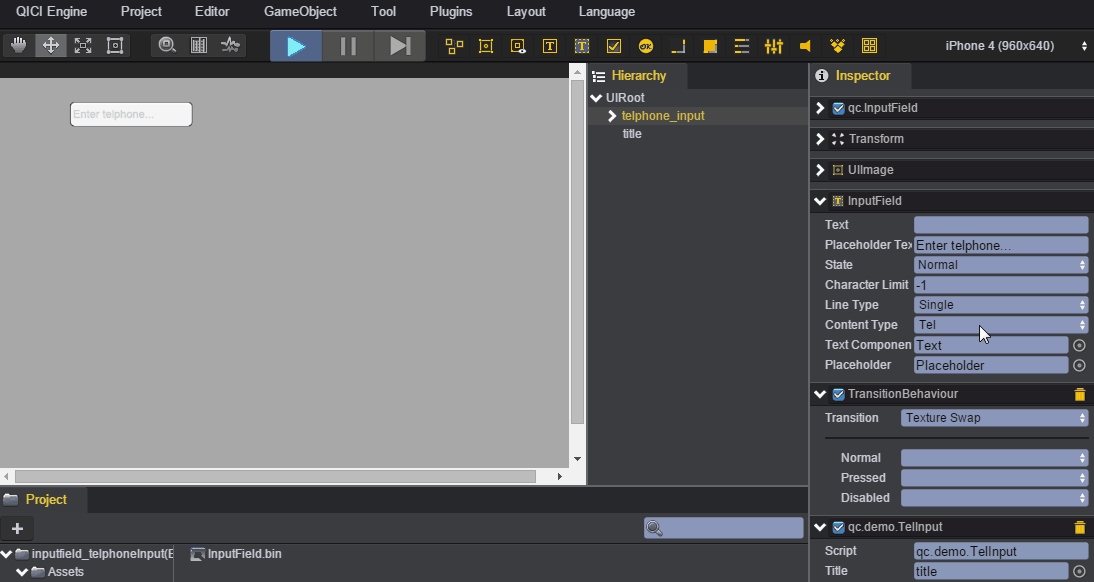 QICI Engine Project Editor GameObject Tool Plugins Layout Language
OK iPhone 4 (960x640)
Enter telphone...
Hierarchy
UIRoot
telphone_input
title
Inspector
qc.InputField
Transform
UIImage
InputField
Text
Placeholder Tex Enter telphone...
State Normal
Character Limit -1
Line Type Single
Content Type Tel
Text Componen Text
Placeholder Placeholder
TransitionBehaviour
Transition Texture Swap
Normal
Pressed
Disabled
qc.demo.TelInput
Script qc.demo.TelInput
Title title
Project
inputfield_telphoneInput(E
InputField.bin
Assets